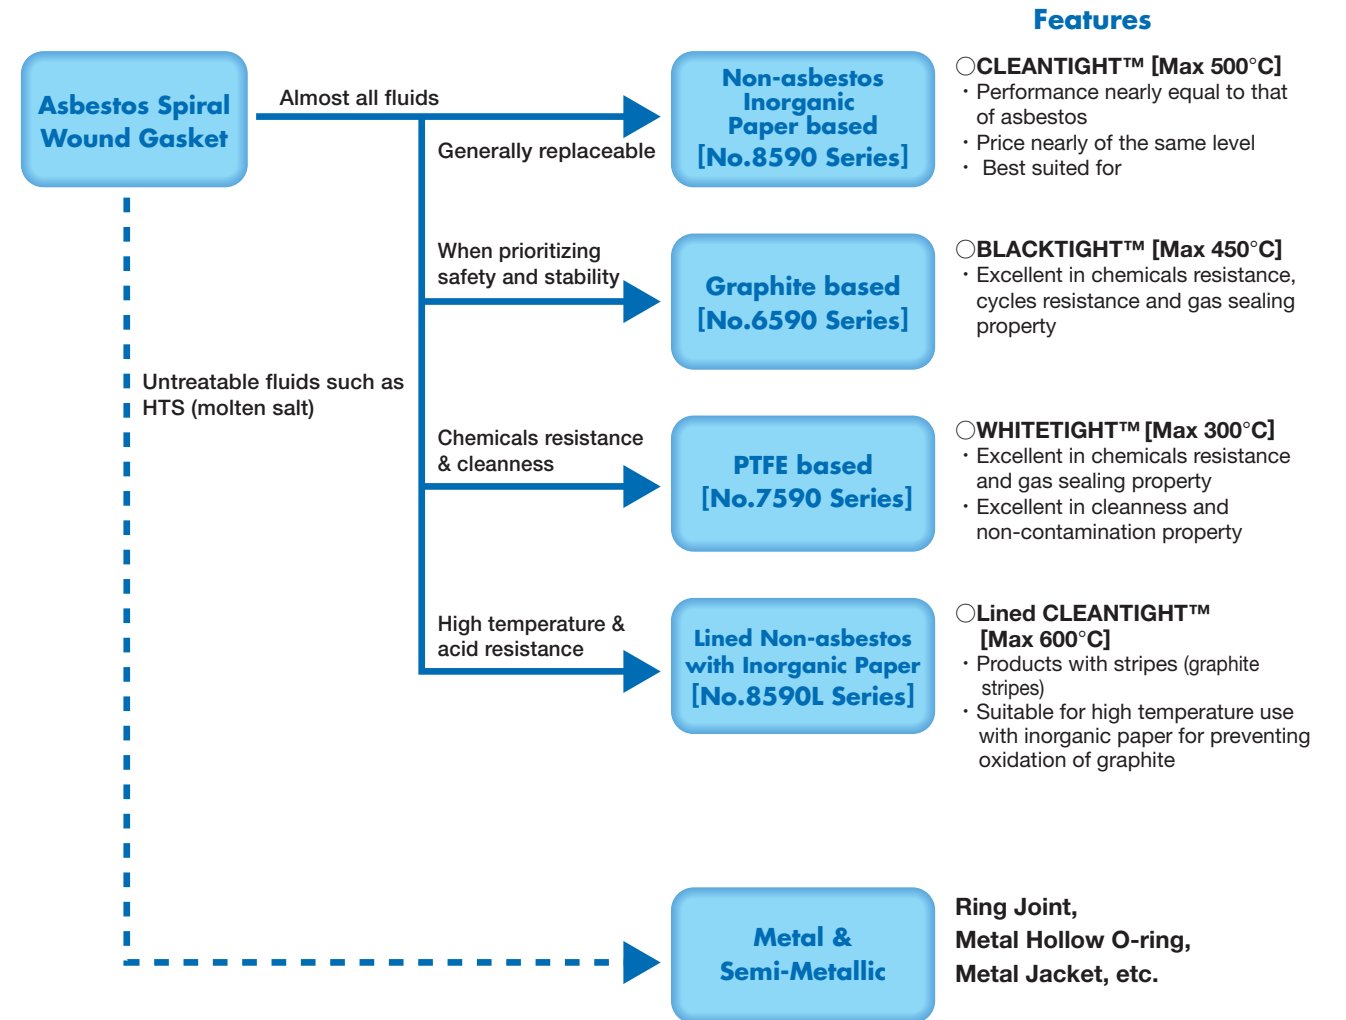 Features
Asbestos Spiral
Wound Gasket
Almost all fluids
Generally replaceable
Non-asbestos
Inorganic
Paper based
[No.8590 Series]
○CLEANTIGHT™ [Max 500°C]
・Performance nearly equal to that
of asbestos
・Price nearly of the same level
・ Best suited for
When prioritizing
safety and stability
Graphite based
[No.6590 Series]
○BLACKTIGHT™ [Max 450°C]
・Excellent in chemicals resistance,
cycles resistance and gas sealing
property
Untreatable fluids such as
HTS (molten salt)
Chemicals resistance
& cleanness
PTFE based
[No.7590 Series]
○WHITETIGHT™ [Max 300°C]
・Excellent in chemicals resistance
and gas sealing property
・Excellent in cleanness and
non-contamination property
High temperature &
acid resistance
Lined Non-asbestos
with Inorganic Paper
[No.8590L Series]
○Lined CLEANTIGHT™
[Max 600°C]
・Products with stripes (graphite
stripes)
・Suitable for high temperature use
with inorganic paper for preventing
oxidation of graphite
Metal &
Semi-Metallic
Ring Joint,
Metal Hollow O-ring,
Metal Jacket, etc.